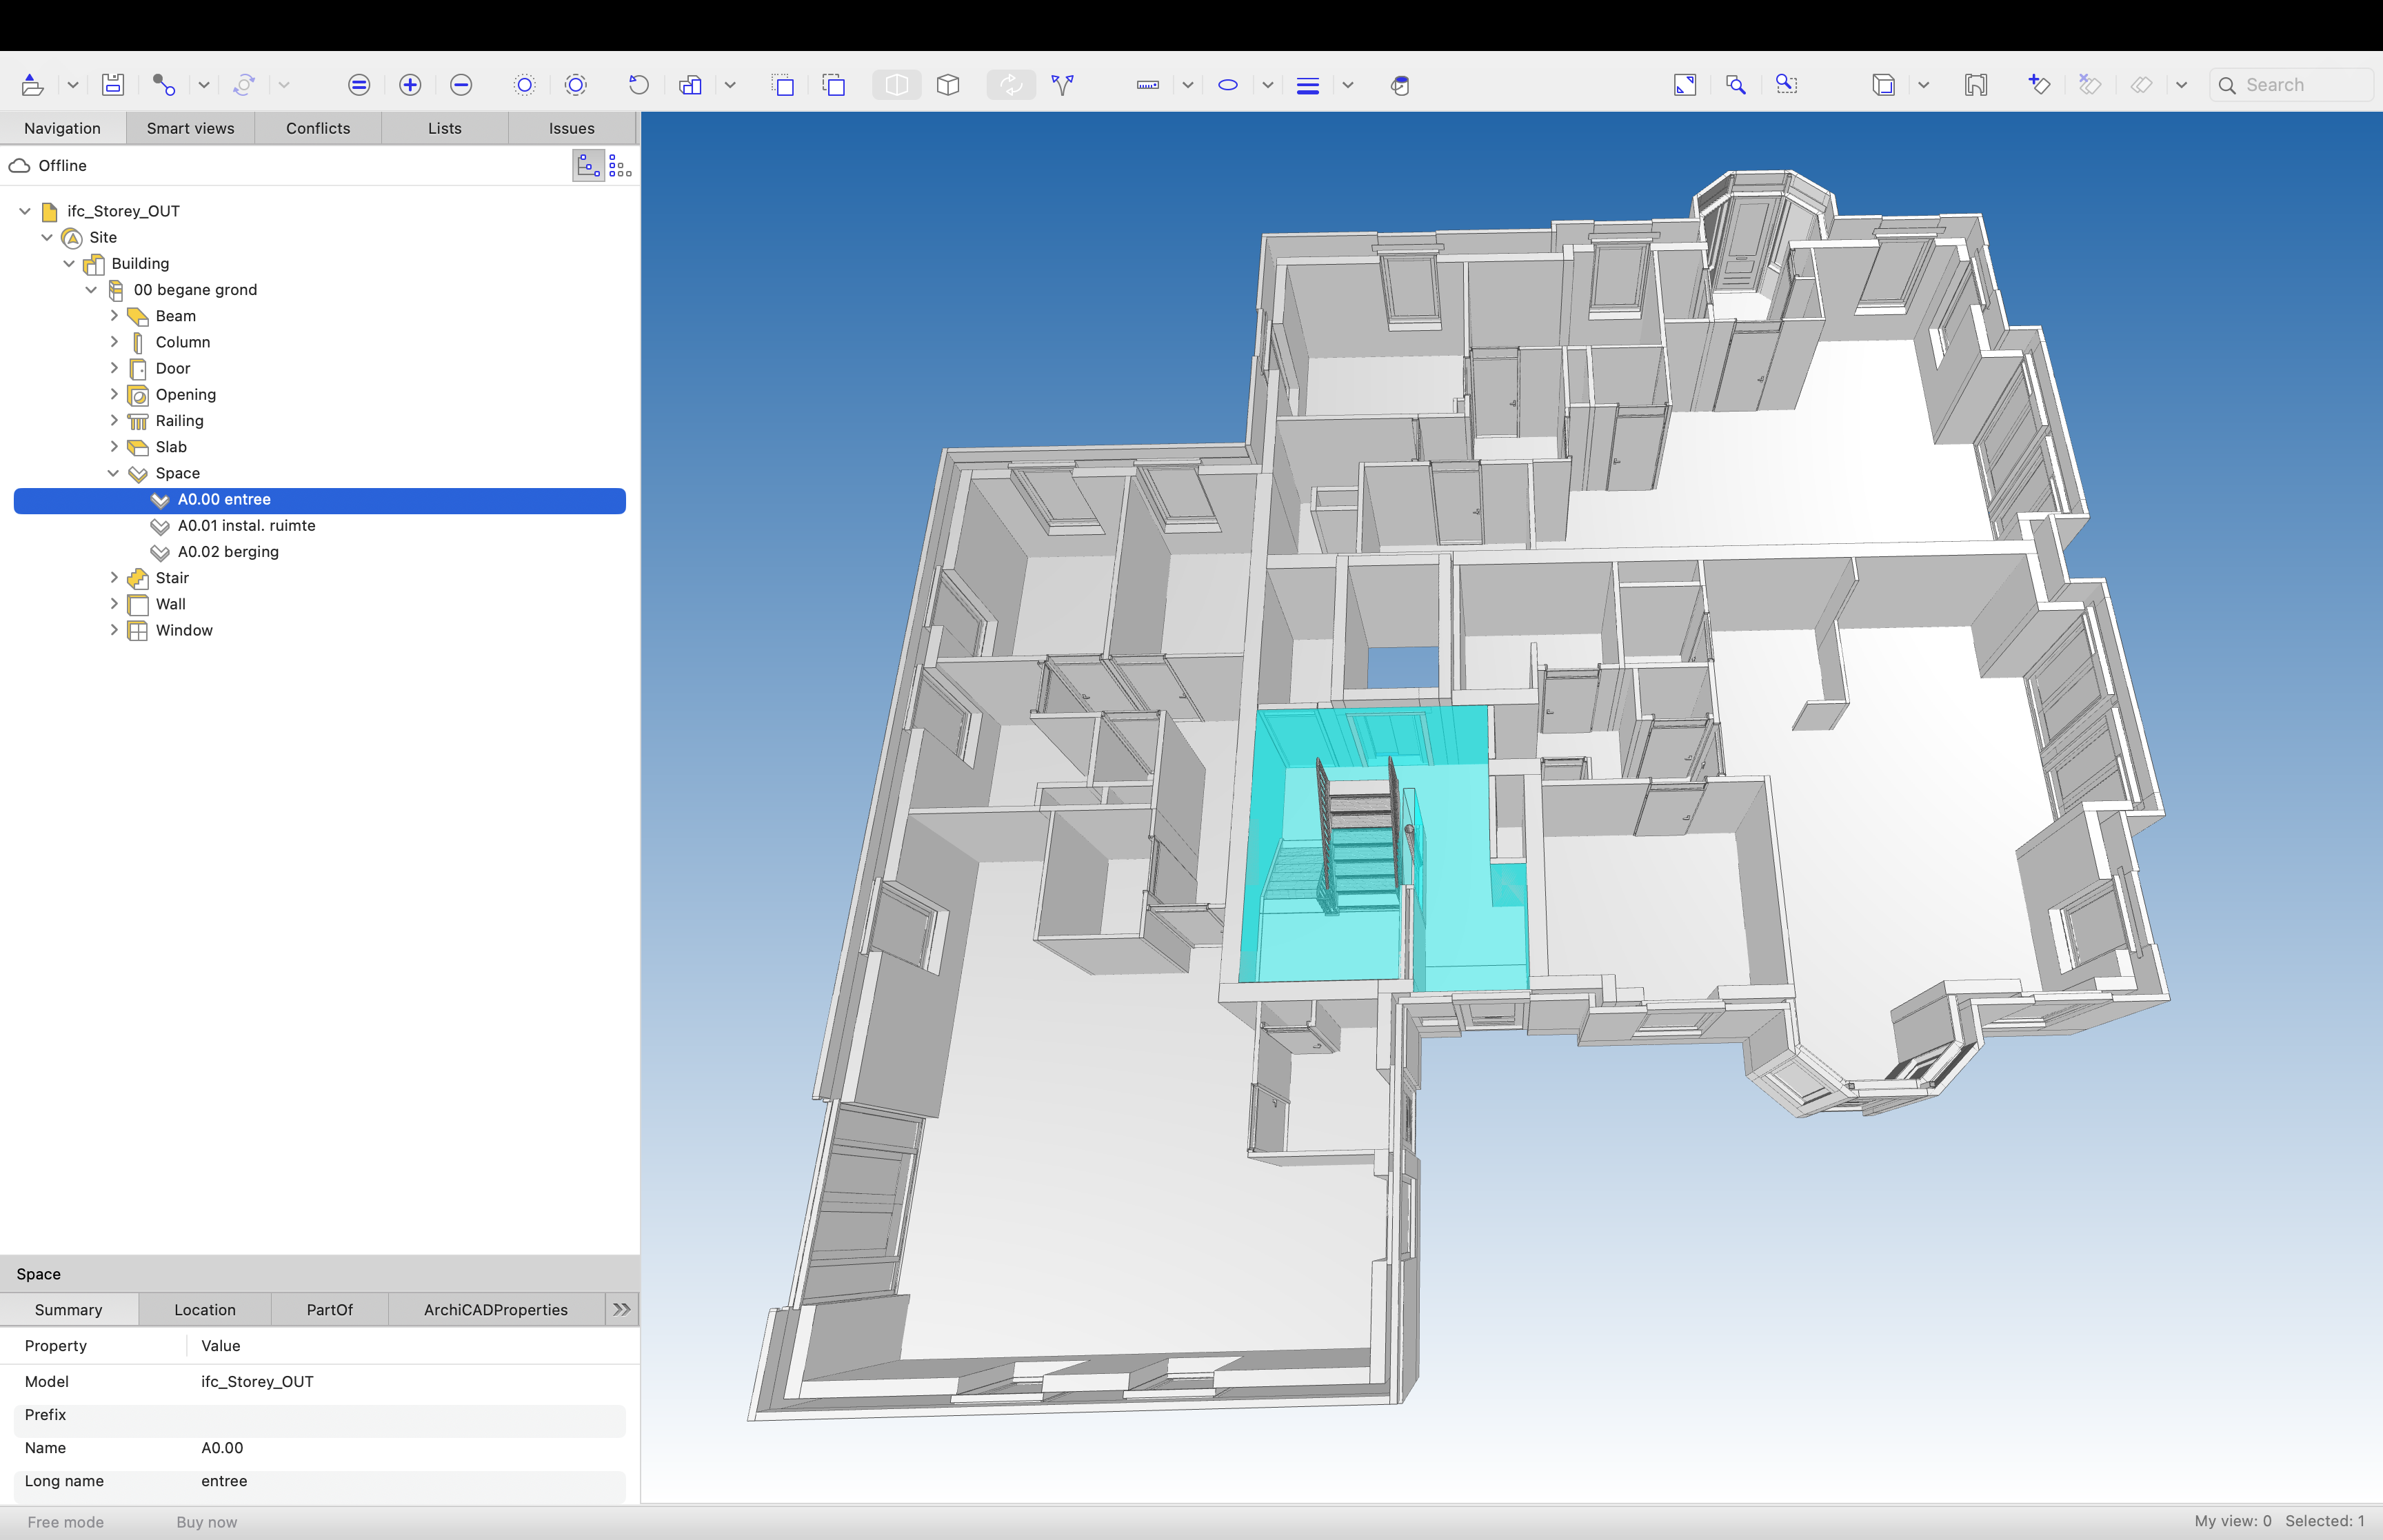 Search
Navigation
Smart views
Conflicts
Lists
Issues
Offline
ifc_Storey_OUT
Site
Building
00 begane grond
Beam
Column
Door
Opening
Railing
Slab
Space
A0.00 entree
A0.01 instal. ruimte
A0.02 berging
Stair
Wall
Window
Space
Summary
Location
PartOf
ArchiCADProperties
Property Value
Model ifc_Storey_OUT
Prefix
Name A0.00
Long name entree
Free mode
Buy now
My view: 0 Selected: 1